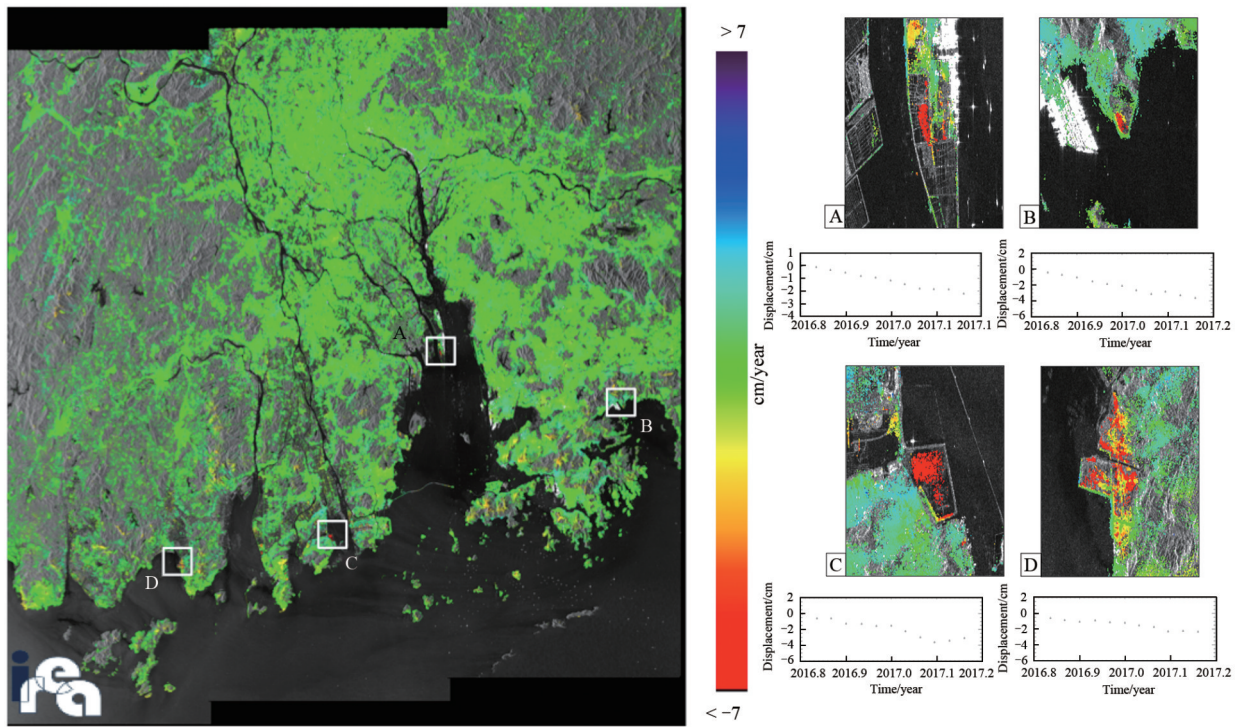 A
B
C
D
irea
> 7
cm/year
< −7
A
Displacement/cm
1
0
−1
−2
−3
−4
2016.8 2016.9 2017.0 2017.1 2017.1
Time/year
B
Displacement/cm
2
0
−2
−4
−6
2016.8 2016.9 2017.0 2017.1 2017.2
Time/year
C
Displacement/cm
2
0
−2
−4
−6
2016.8 2016.9 2017.0 2017.1 2017.2
Time/year
D
Displacement/cm
2
0
−2
−4
−6
2016.8 2016.9 2017.0 2017.1 2017.2
Time/year